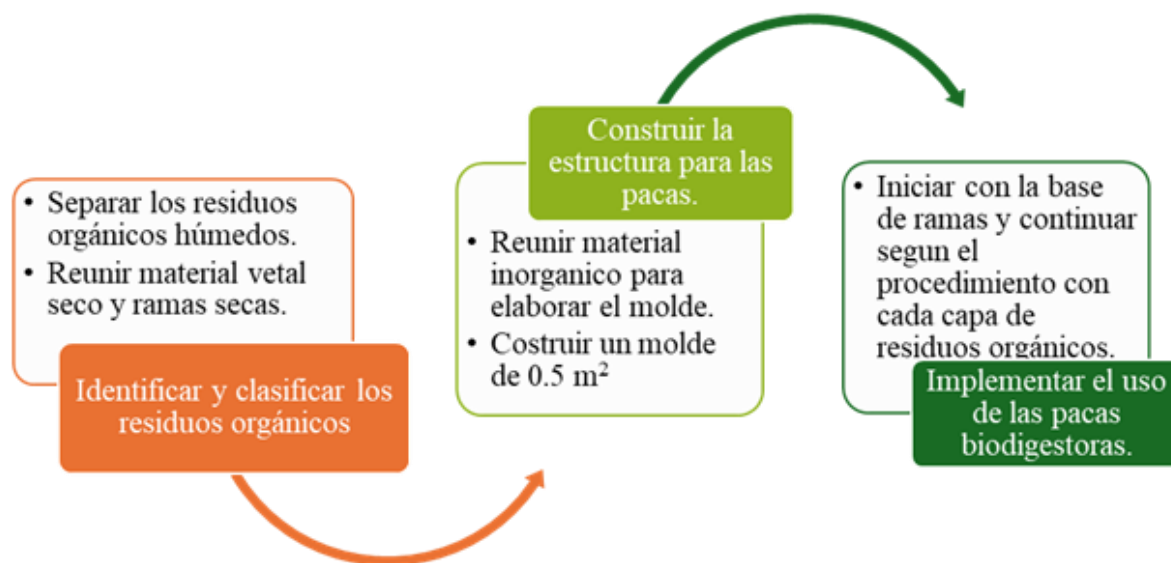 • Separar los residuos
orgánicos húmedos.
• Reunir material vetal
seco y ramas secas.
Identificar y clasificar los
residuos orgánicos
Construir la
estructura para las
pacas.
• Reunir material
inorganico para
elaborar el molde.
• Costruir un molde
de 0.5 m²
• Iniciar con la base
de ramas y continuar
segun el
procedimiento con
cada capa de
residuos orgánicos.
Implementar el uso
de las pacas
biodigestoras.